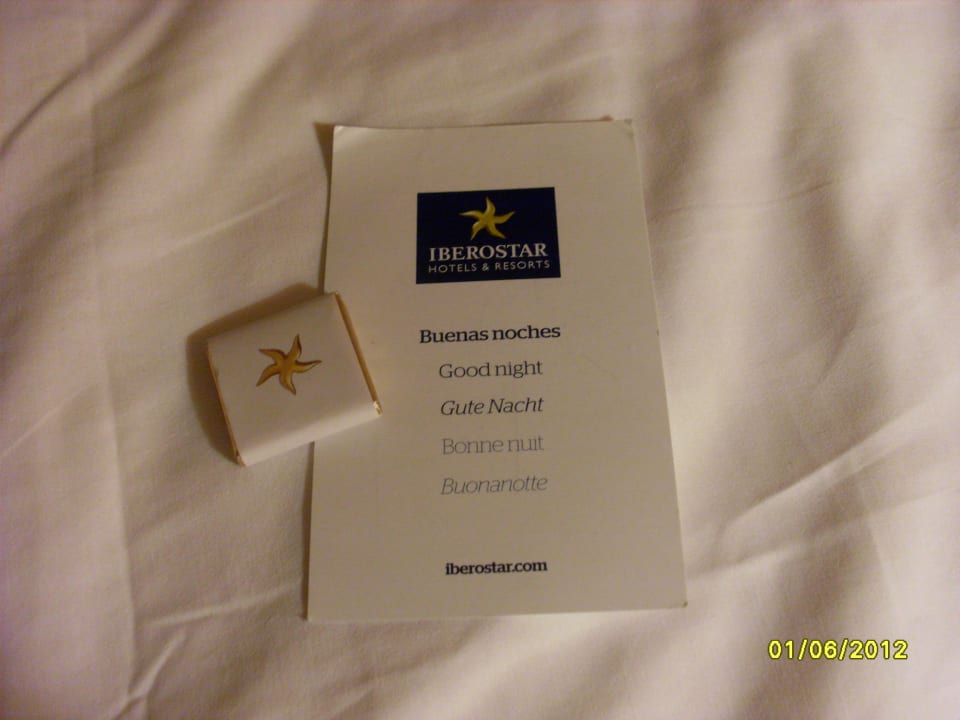 IBEROSTAR
HOTELS & RESORTS
Buenas noches
Good night
Gute Nacht
Bonne nuit
Buonanotte
iberostar.com
01/06/2012